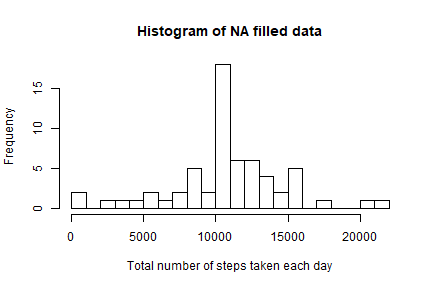 Histogram of NA filled data
Frequency
15
10
5
0
0 5000 10000 15000 20000
Total number of steps taken each day